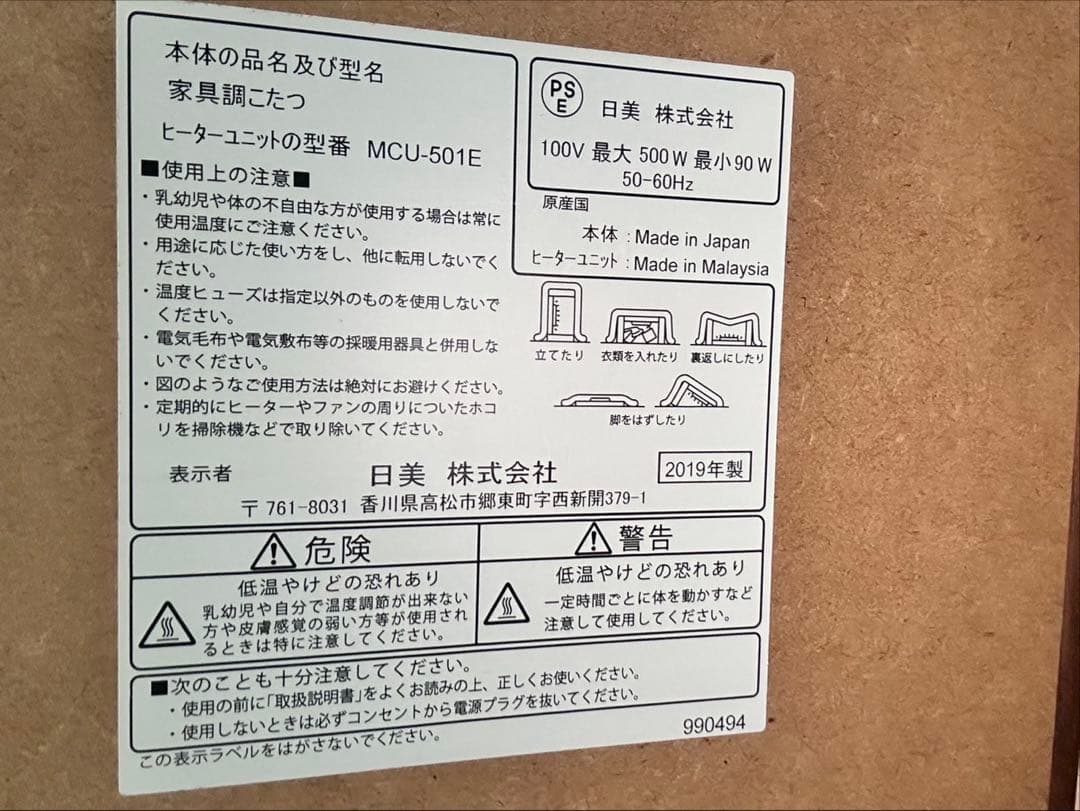 本体の品名及び型名
家具調こたつ
ヒーターユニットの型番 MCU-501E
■使用上の注意■
・乳幼児や体の不自由な方が使用する場合は常に
使用温度にご注意ください。
・用途に応じた使い方をし、他に転用しないでく
ださい。
・温度ヒューズは指定以外のものを使用しないで
ください。
・電気毛布や電気敷布等の採暖用器具と併用しな
いでください。
・図のようなご使用方法は絶対にお避けください。
・定期的にヒーターやファンの周りについたホコ
リを掃除機などで取り除いてください。
PS
E
日美 株式会社
100V 最大 500W 最小90W
50-60Hz
原産国
本体 : Made in Japan
ヒーターユニット : Made in Malaysia
立てたり 衣類を入れたり 裏返しにしたり
脚をはずしたり
表示者 日美 株式会社 2019年製
〒761-8031 香川県高松市郷東町字西新開379-1
危険
低温やけどの恐れあり
乳幼児や自分で温度調節が出来ない
方や皮膚感覚の弱い方等が使用され
るときは特に注意してください。
警告
低温やけどの恐れあり
一定時間ごとに体を動かすなど
注意して使用してください。
■次のことも十分注意してください。
・使用の前に「取扱説明書」をよくお読みの上、正しくお使いください。
・使用しないときは必ずコンセントから電源プラグを抜いてください。
990494
この表示ラベルをはがさないでください。